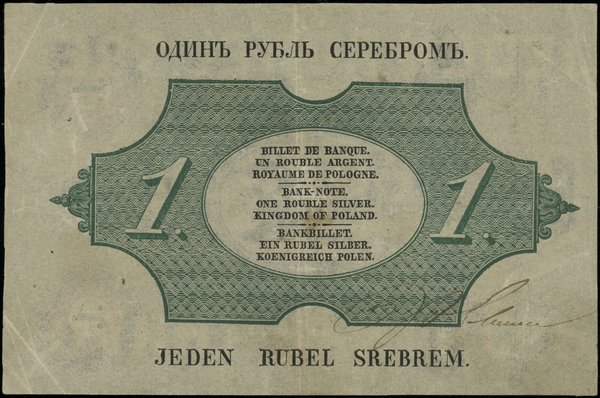 ОДИНЪ РУБЛЬ СЕРЕБРОМЪ.
BILLET DE BANQUE.
UN ROUBLE ARGENT.
ROYAUME DE POLOGNE.
BANK-NOTE.
ONE ROUBLE SILVER.
KINGDOM OF POLAND.
BANKBILLET.
EIN RUBEL SILBER.
KOENIGREICH POLEN.
1. 1.
JEDEN RUBEL SREBREM.